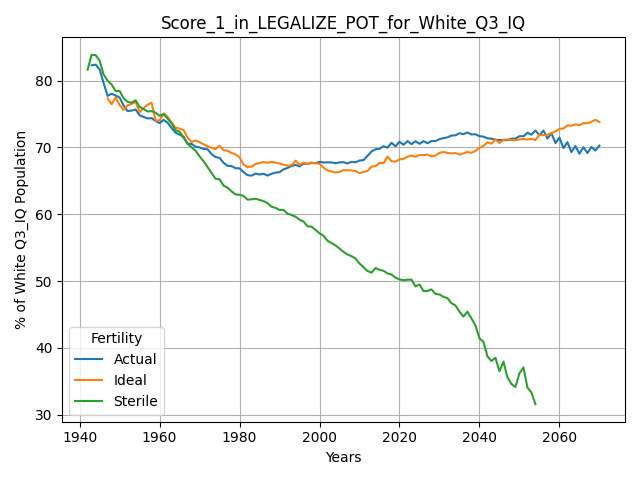 Score_1_in_LEGALIZE_POT_for_White_Q3_IQ
% of White Q3_IQ Population
80
70
60
50
40
30
Fertility
Actual
Ideal
Sterile
1940 1960 1980 2000 2020 2040 2060
Years